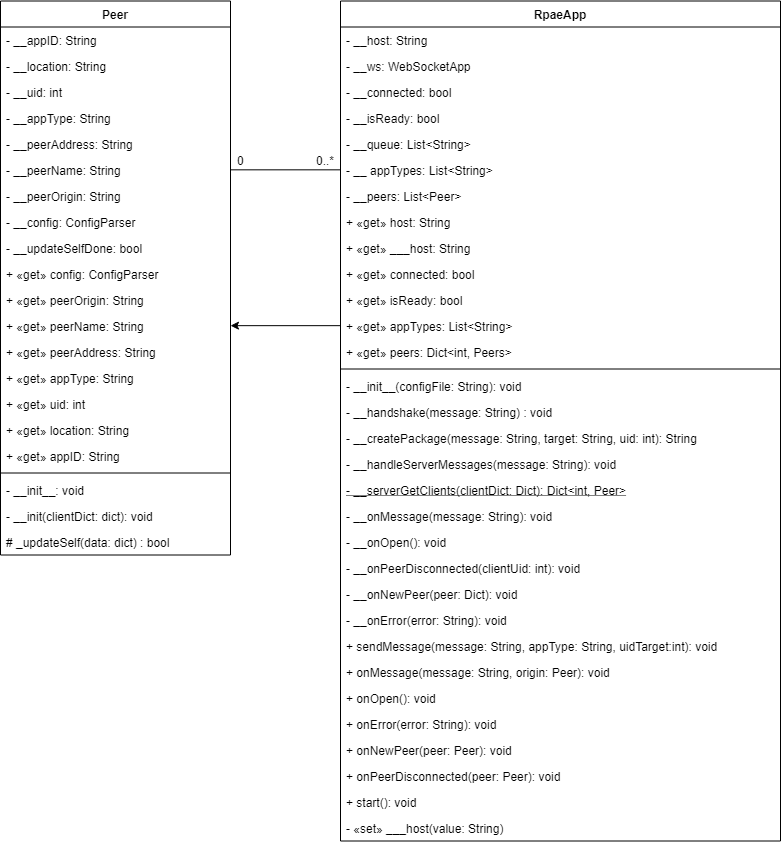 Peer
- __appID: String
- __location: String
- __uid: int
- __appType: String
- __peerAddress: String
- __peerName: String
- __peerOrigin: String
- __config: ConfigParser
- __updateSelfDone: bool
+ «get» config: ConfigParser
+ «get» peerOrigin: String
+ «get» peerName: String
+ «get» peerAddress: String
+ «get» appType: String
+ «get» uid: int
+ «get» location: String
+ «get» appID: String
- __init__: void
- __init(clientDict: dict): void
# _updateSelf(data: dict) : bool
0
0..*
RpaeApp
- __host: String
- __ws: WebSocketApp
- __connected: bool
- __isReady: bool
- __queue: List<String>
- __ appTypes: List<String>
- __peers: List<Peer>
+ «get» host: String
+ «get» ___host: String
+ «get» connected: bool
+ «get» isReady: bool
+ «get» appTypes: List<String>
+ «get» peers: Dict<int, Peers>
- __init__(configFile: String): void
- __handshake(message: String) : void
- __createPackage(message: String, target: String, uid: int): String
- __handleServerMessages(message: String): void
- __serverGetClients(clientDict: Dict): Dict<int, Peer>
- __onMessage(message: String): void
- __onOpen(): void
- __onPeerDisconnected(clientUid: int): void
- __onNewPeer(peer: Dict): void
- __onError(error: String): void
+ sendMessage(message: String, appType: String, uidTarget:int): void
+ onMessage(message: String, origin: Peer): void
+ onOpen(): void
+ onError(error: String): void
+ onNewPeer(peer: Peer): void
+ onPeerDisconnected(peer: Peer): void
+ start(): void
- «set» ___host(value: String)